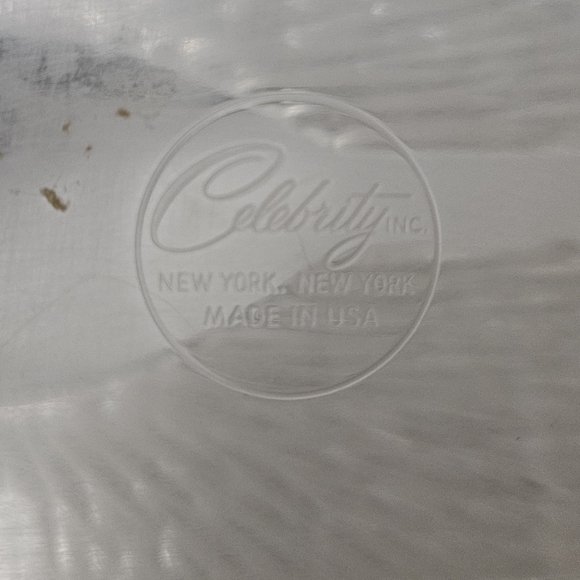 Celebrity INC.
NEW YORK, NEW YORK
MADE IN USA